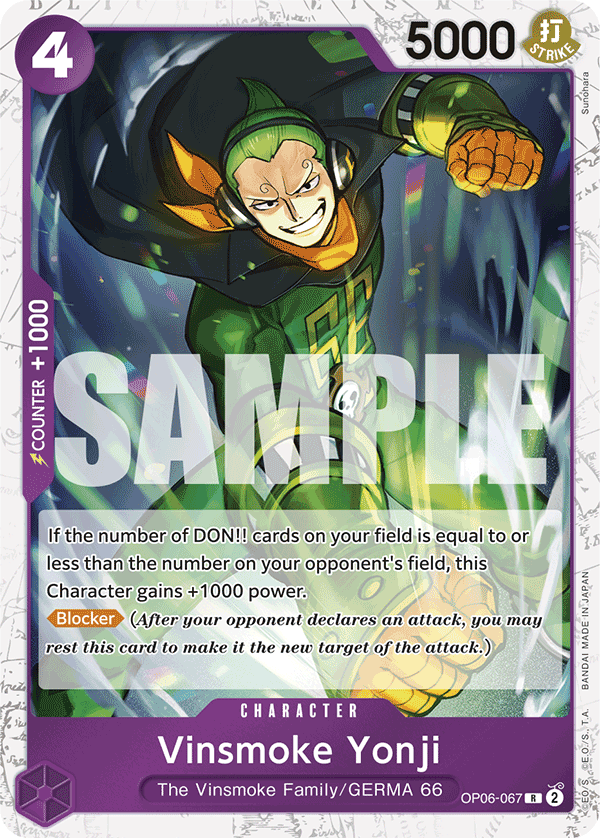 4
5000
打
STRIKE
Sunohara
COUNTER +1000
SAMPLE
If the number of DON!! cards on your field is equal to or
less than the number on your opponent's field, this
Character gains +1000 power.
Blocker (After your opponent declares an attack, you may
rest this card to make it the new target of the attack.)
CHARACTER
Vinsmoke Yonji
The Vinsmoke Family/GERMA 66
OP06-067 R 2
©E.O/S. ©E.O/S, T.A. BANDAI MADE IN JAPAN